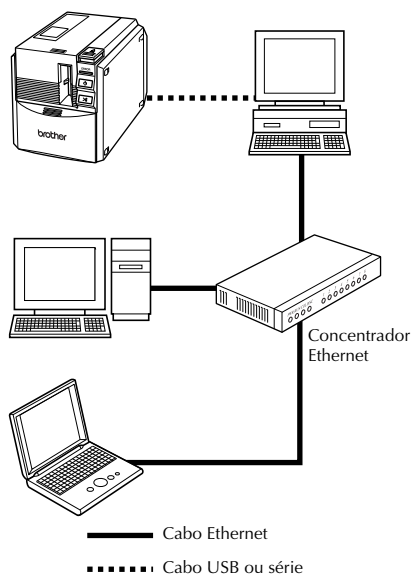 brother
Concentrador
Ethernet
Cabo Ethernet
Cabo USB ou série